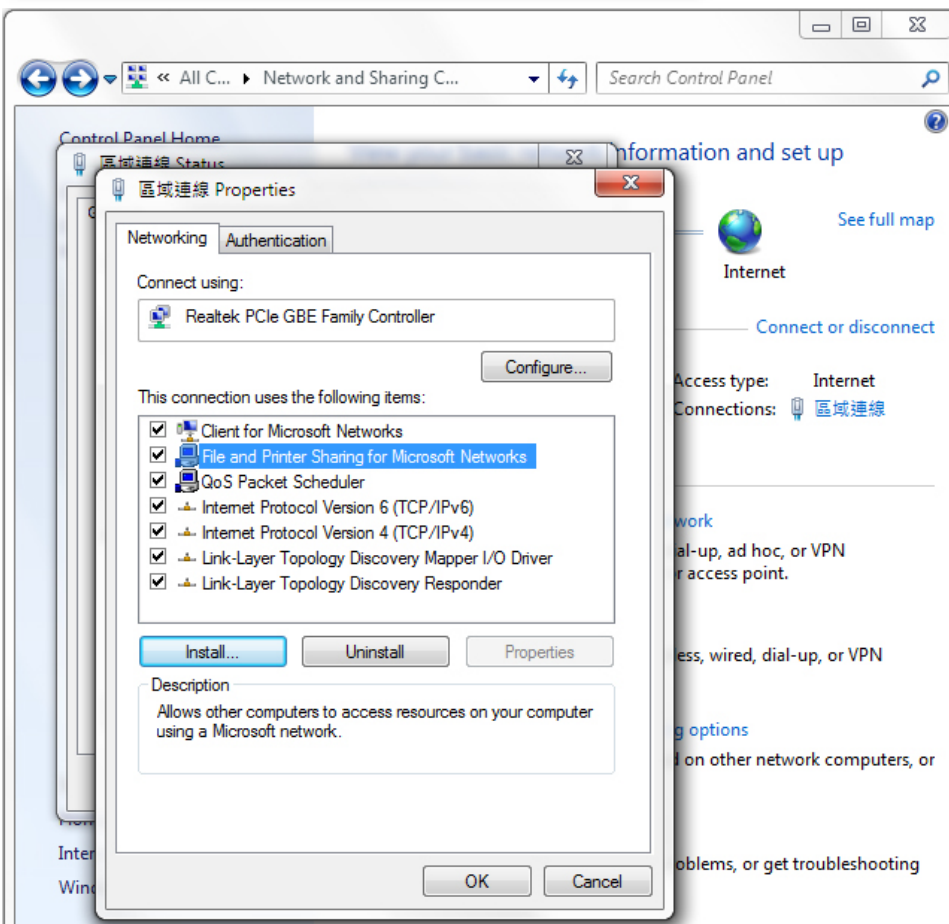 « All C... ▸ Network and Sharing C...
Search Control Panel
Control Panel Home
nformation and set up
區域連線 Status
區域連線 Properties
Networking
Authentication
See full map
Internet
Connect using:
Realtek PCIe GBE Family Controller
Connect or disconnect
Configure...
Access type: Internet
Connections: 區域連線
This connection uses the following items:
Client for Microsoft Networks
File and Printer Sharing for Microsoft Networks
QoS Packet Scheduler
Internet Protocol Version 6 (TCP/IPv6)
Internet Protocol Version 4 (TCP/IPv4)
Link-Layer Topology Discovery Mapper I/O Driver
Link-Layer Topology Discovery Responder
work
al-up, ad hoc, or VPN
r access point.
Install...
Uninstall
Properties
ess, wired, dial-up, or VPN
Description
Allows other computers to access resources on your computer
using a Microsoft network.
g options
d on other network computers, or
Inter
Wind
oblems, or get troubleshooting
OK
Cancel